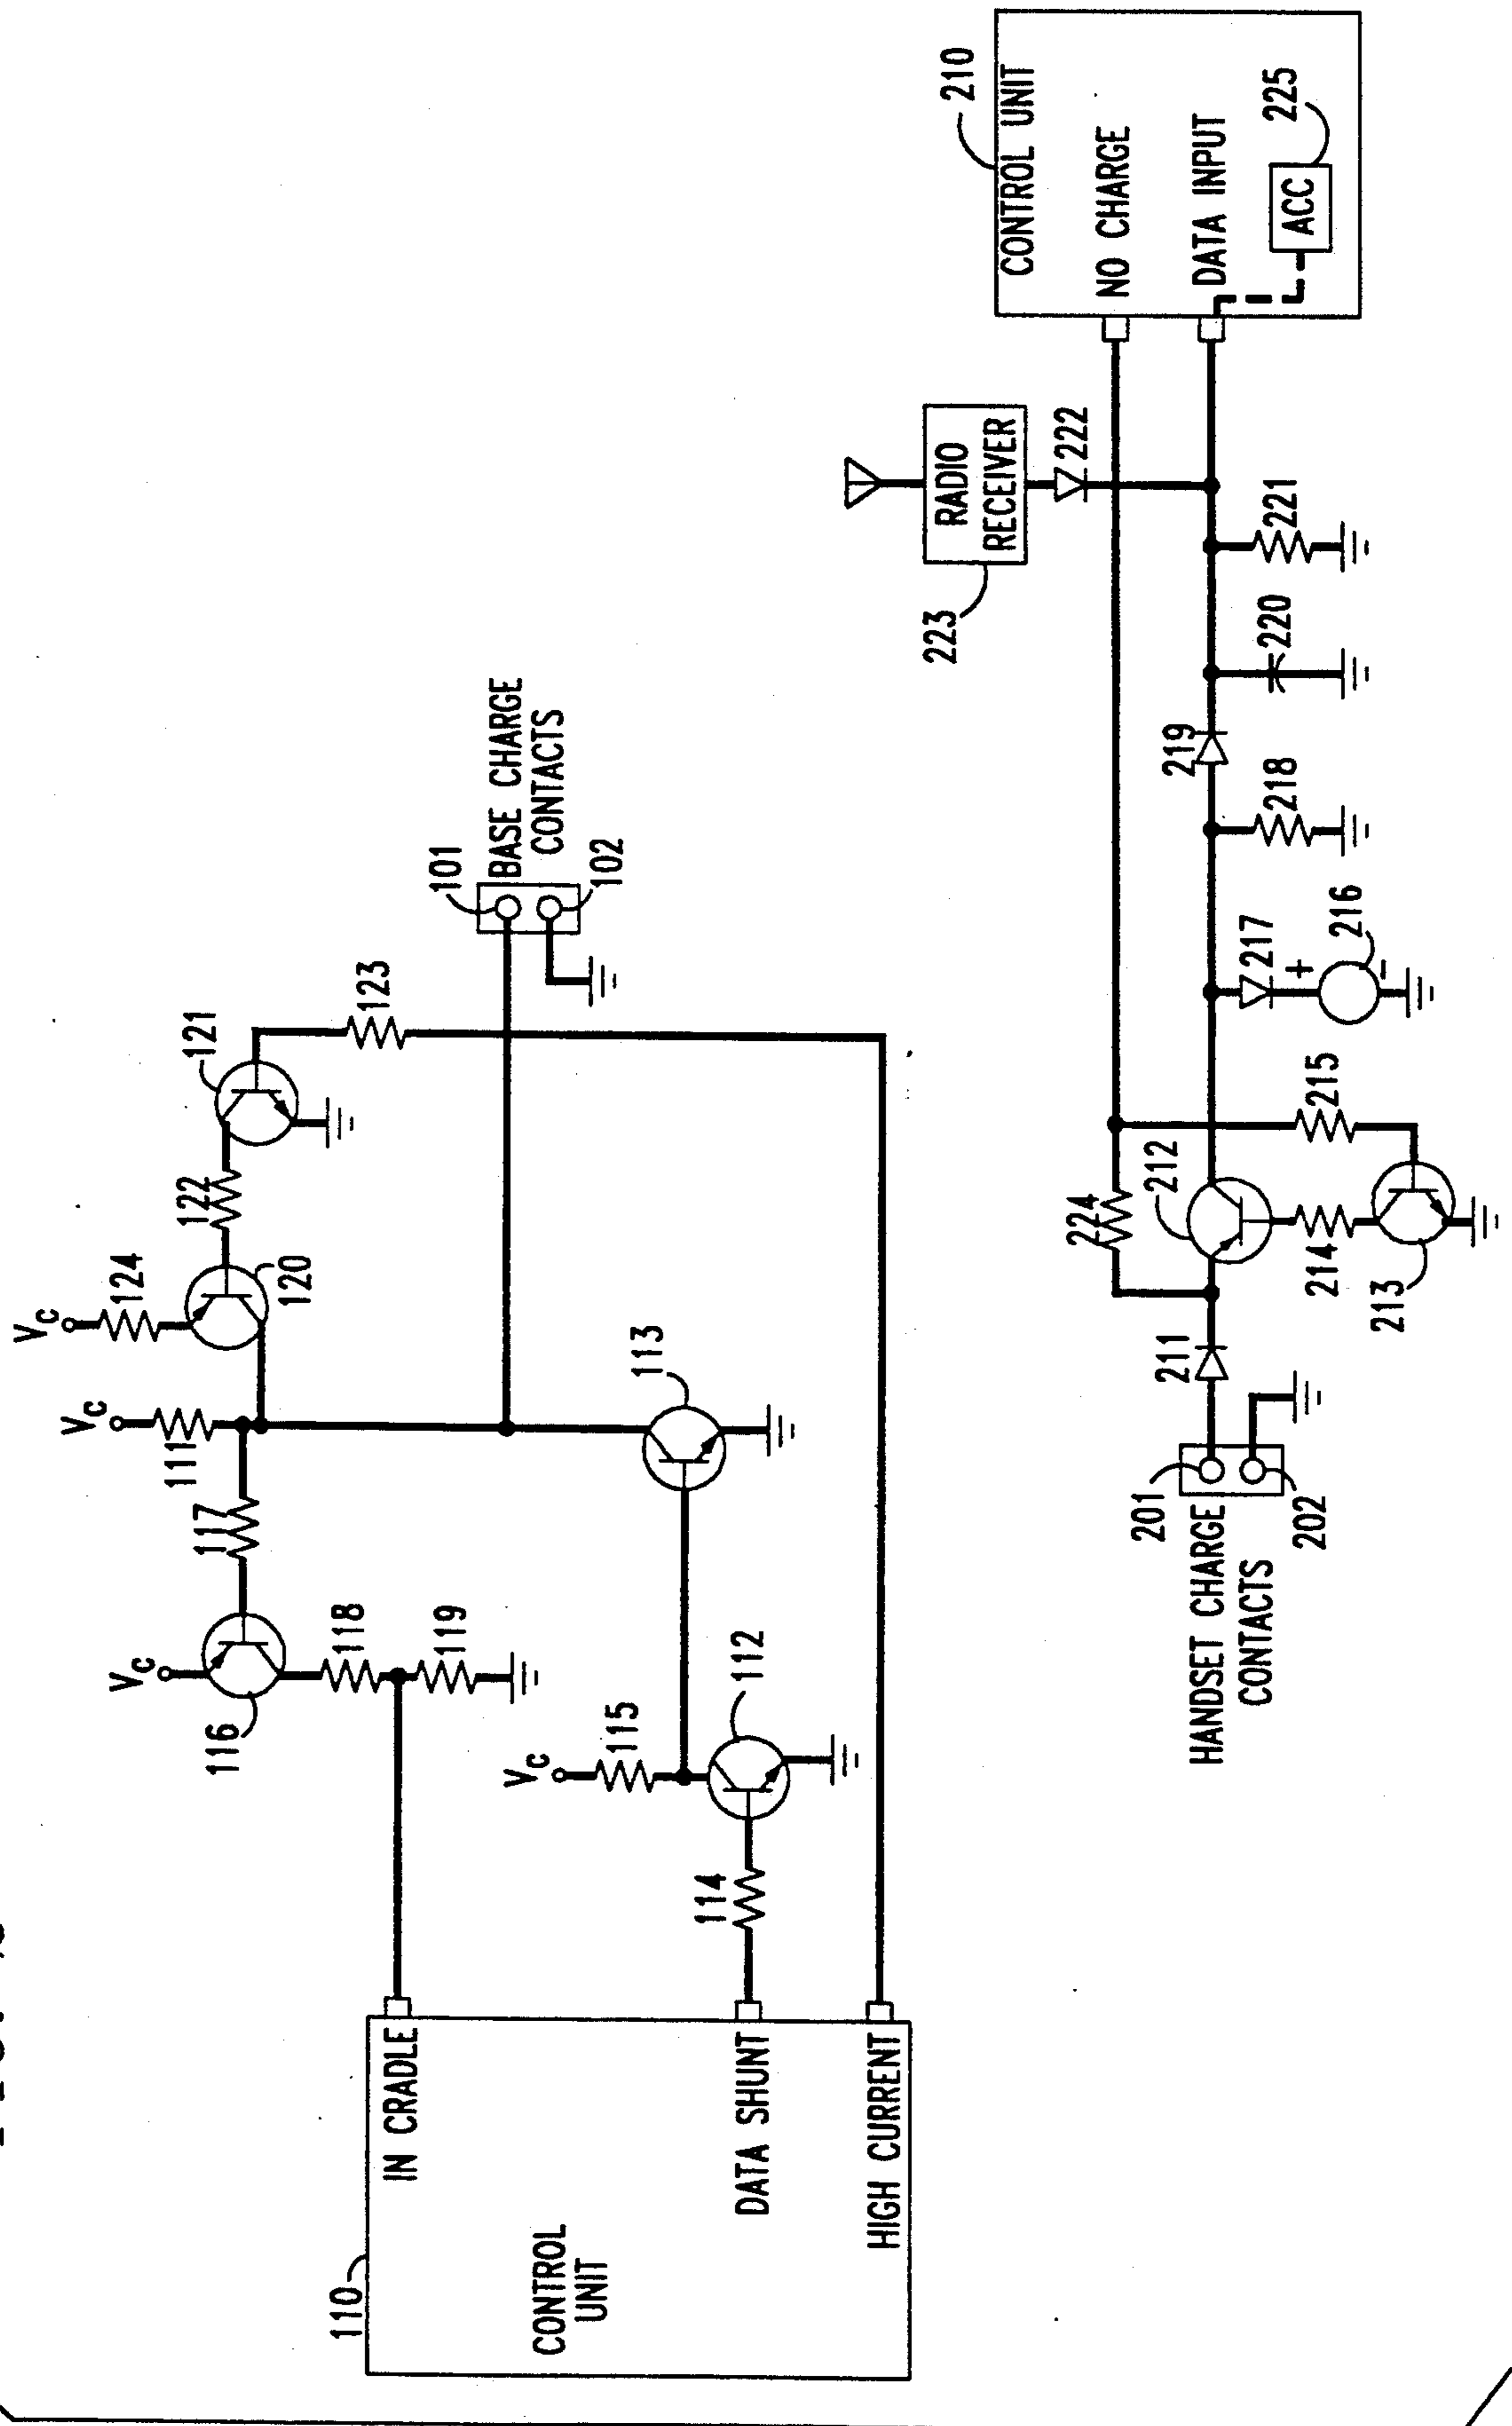 110
CONTROL
UNIT
IN CRADLE
DATA SHUNT
HIGH CURRENT
VC
116
117
118
119
VC
111
VC
124
120
122
121
123
VC
115
114
112
113
101
BASE CHARGE
CONTACTS
102
HANDSET CHARGE
CONTACTS
201
202
211
224
212
214
213
215
217
+
216
-
218
219
220
221
222
RADIO
RECEIVER
223
210
CONTROL UNIT
NO CHARGE
DATA INPUT
ACC
225